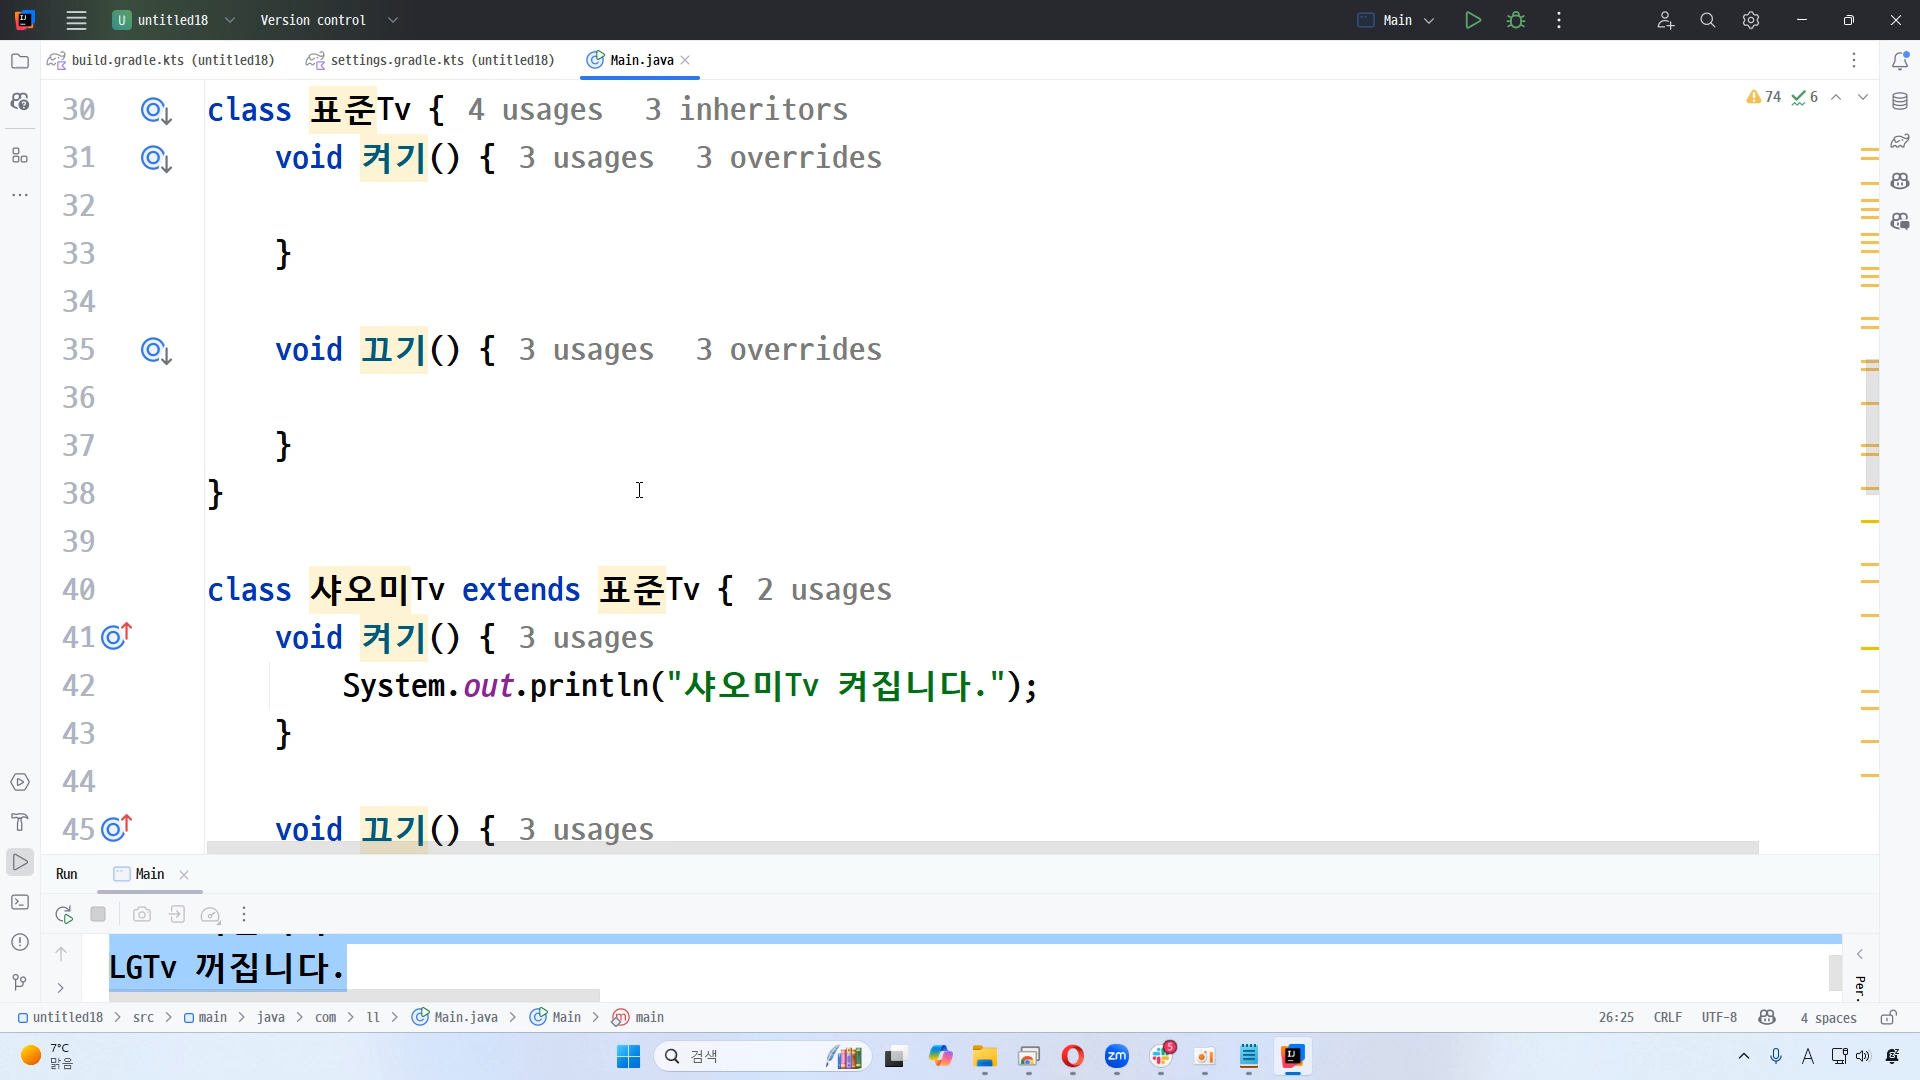 U untitled18 Version control Main
build.gradle.kts (untitled18) settings.gradle.kts (untitled18) Main.java
74 6
30 class 표준Tv { 4 usages 3 inheritors
31 void 켜기() { 3 usages 3 overrides
32
33 }
34
35 void 끄기() { 3 usages 3 overrides
36
37 }
38 }
39
40 class 샤오미Tv extends 표준Tv { 2 usages
41 void 켜기() { 3 usages
42 System.out.println("샤오미Tv 켜집니다.");
43 }
44
45 void 끄기() { 3 usages
Run Main
LGTv 꺼집니다.
Per.
untitled18 > src > main > java > com > ll > Main.java > Main > main
26:25 CRLF UTF-8 4 spaces
7°C
맑음
검색
zm
5
A